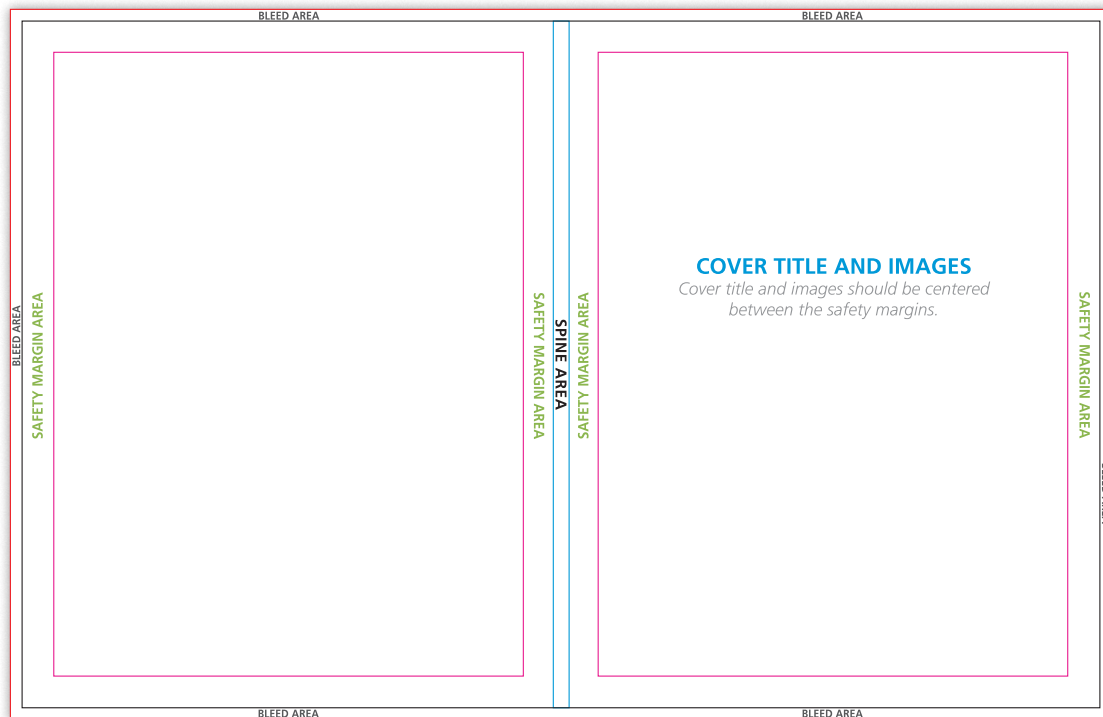 BLEED AREA
BLEED AREA
BLEED AREA
SAFETY MARGIN AREA
SAFETY MARGIN AREA
SPINE AREA
SAFETY MARGIN AREA
COVER TITLE AND IMAGES
Cover title and images should be centered
between the safety margins.
SAFETY MARGIN AREA
BLEED AREA
BLEED AREA